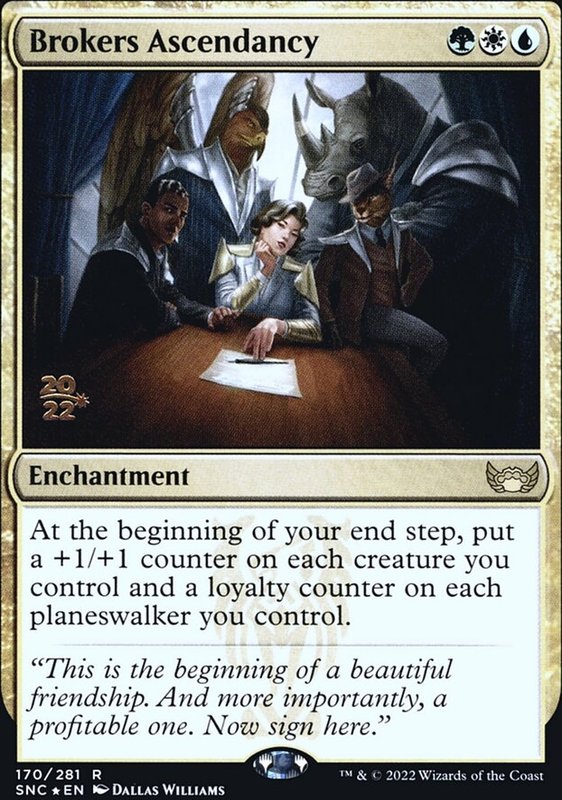 Brokers Ascendancy
20
22
Enchantment
At the beginning of your end step, put
a +1/+1 counter on each creature you
control and a loyalty counter on each
planeswalker you control.
“This is the beginning of a beautiful
friendship. And more importantly, a
profitable one. Now sign here.”
170/281 R
SNC★EN DALLAS WILLIAMS
™ & © 2022 Wizards of the Coast